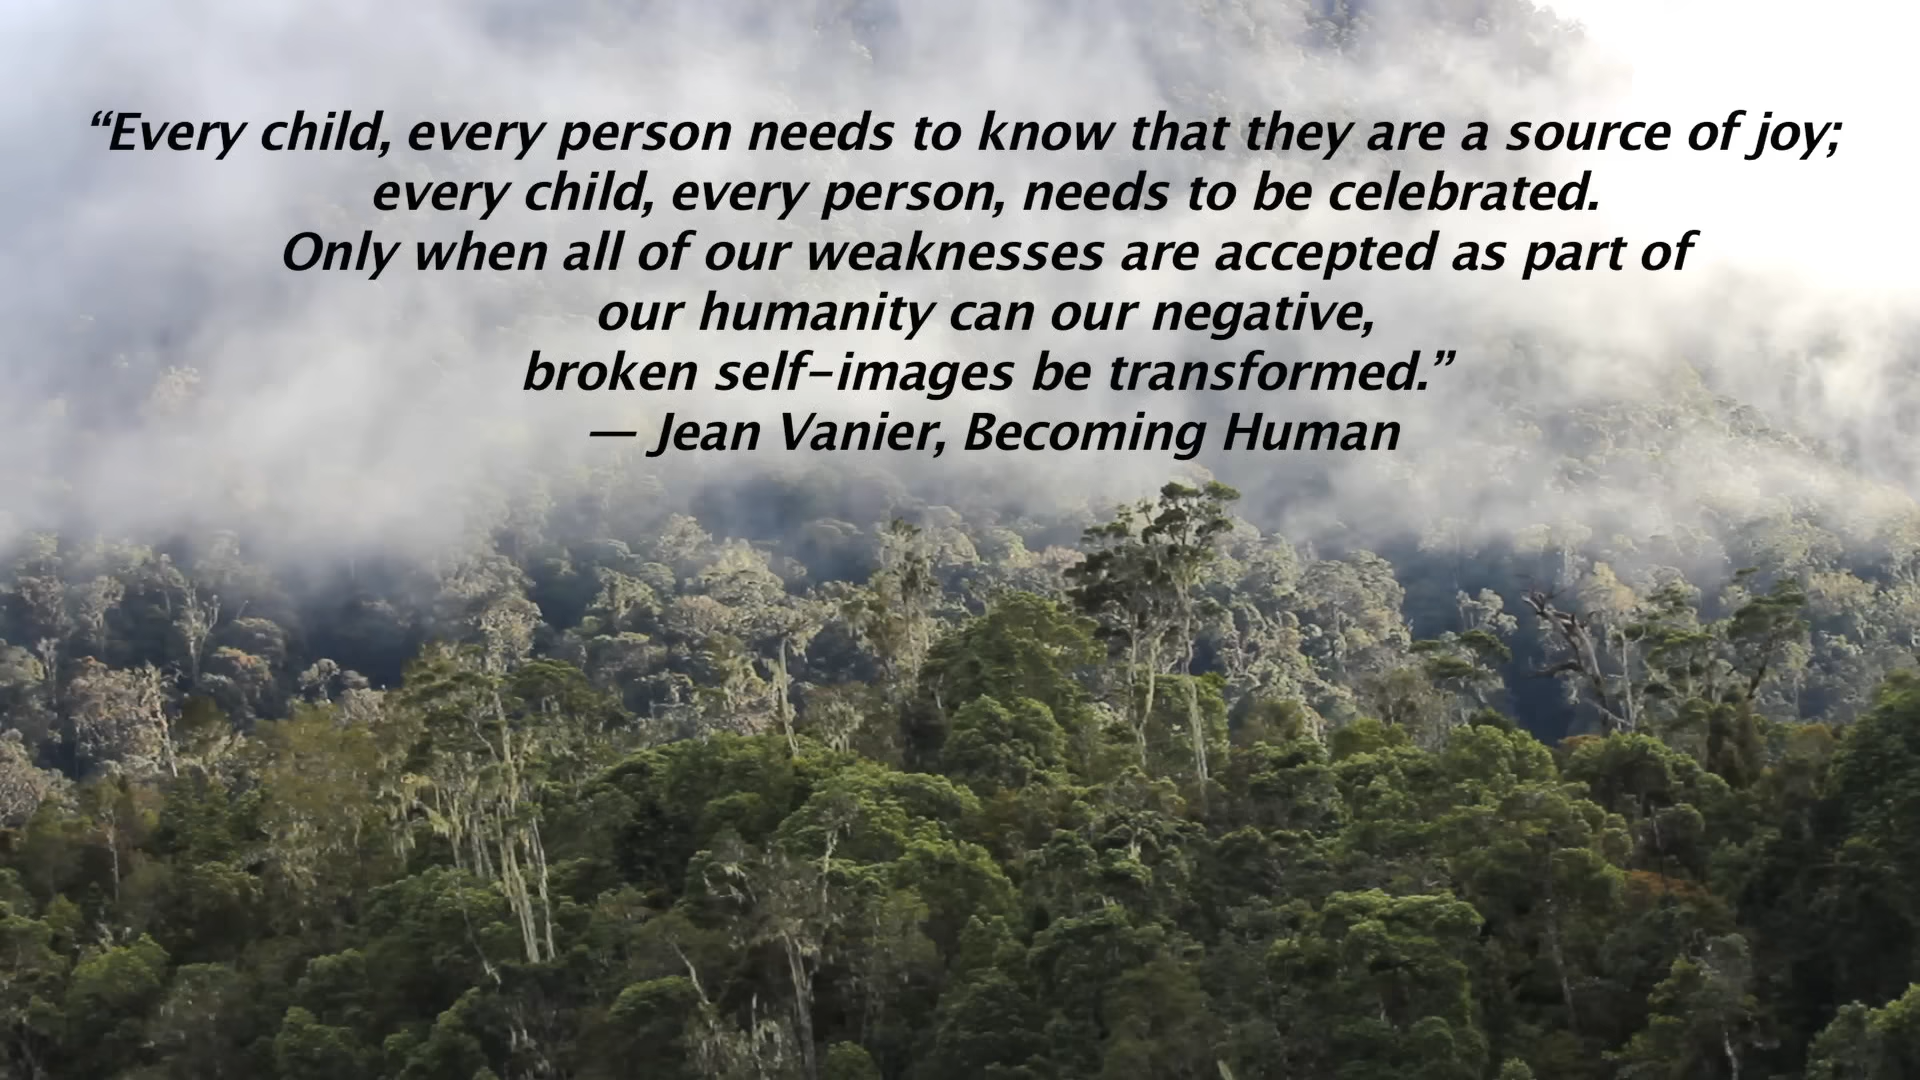 “Every child, every person needs to know that they are a source of joy;
every child, every person, needs to be celebrated.
Only when all of our weaknesses are accepted as part of
our humanity can our negative,
broken self-images be transformed.”
— Jean Vanier, Becoming Human